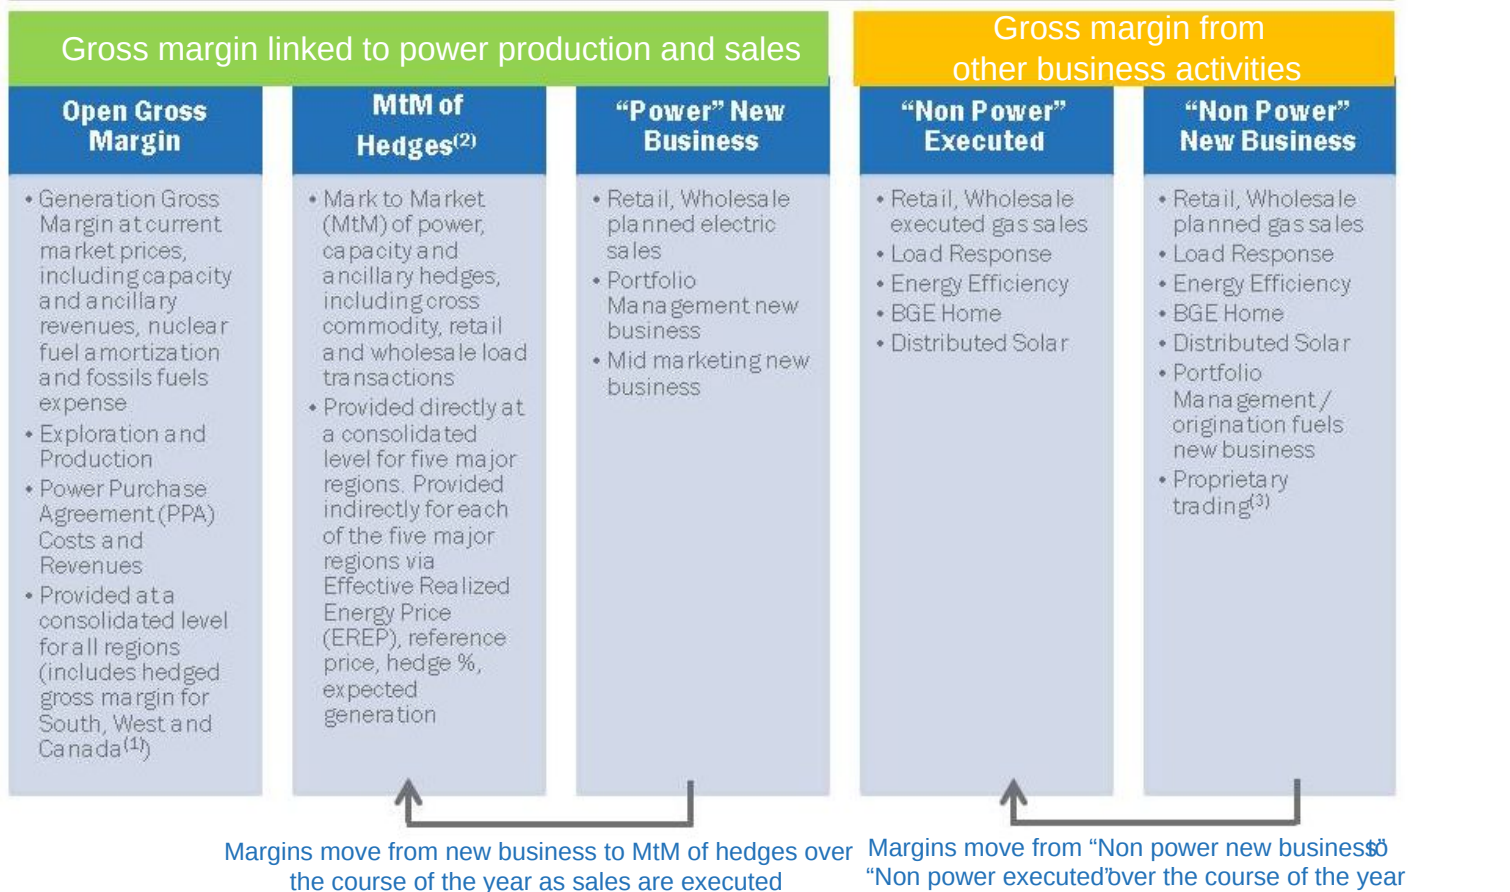 Gross margin linked to power production and sales
Gross margin from
other business activities
Open Gross
Margin
• Generation Gross
Margin at current
market prices,
including capacity
and ancillary
revenues, nuclear
fuel amortization
and fossils fuels
expense
• Exploration and
Production
• Power Purchase
Agreement (PPA)
Costs and
Revenues
• Provided at a
consolidated level
for all regions
(includes hedged
gross margin for
South, West and
Canada(1))
MtM of
Hedges(2)
• Mark to Market
(MtM) of power,
capacity and
ancillary hedges,
including cross
commodity, retail
and wholesale load
transactions
• Provided directly at
a consolidated
level for five major
regions. Provided
indirectly for each
of the five major
regions via
Effective Realized
Energy Price
(EREP), reference
price, hedge %,
expected
generation
“Power” New
Business
• Retail, Wholesale
planned electric
sales
• Portfolio
Management new
business
• Mid marketing new
business
“Non Power”
Executed
• Retail, Wholesale
executed gas sales
• Load Response
• Energy Efficiency
• BGE Home
• Distributed Solar
“Non Power”
New Business
• Retail, Wholesale
planned gas sales
• Load Response
• Energy Efficiency
• BGE Home
• Distributed Solar
• Portfolio
Management /
origination fuels
new business
• Proprietary
trading(3)
Margins move from new business to MtM of hedges over
the course of the year as sales are executed
Margins move from “Non power new business” to
“Non power executed” over the course of the year